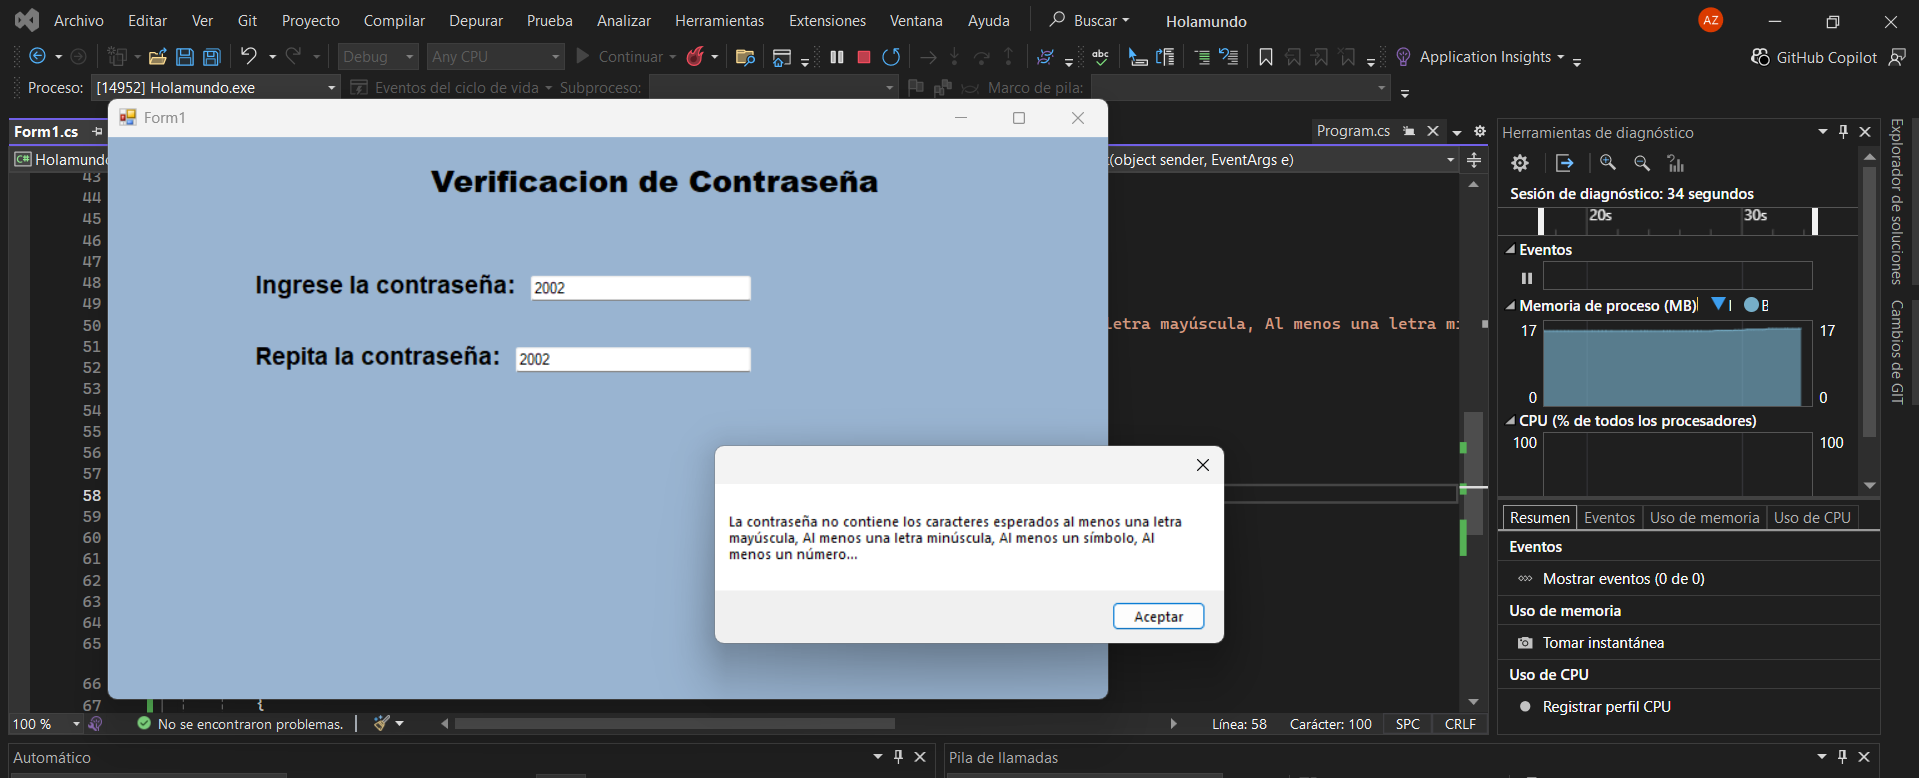 Archivo Editar Ver Git Proyecto Compilar Depurar Prueba Analizar Herramientas Extensiones Ventana Ayuda Buscar Holamundo AZ
Debug Any CPU Continuar Application Insights GitHub Copilot
Proceso: [14952] Holamundo.exe Eventos del ciclo de vida Subproceso: Marco de pila:
Form1.cs
Program.cs
C# Holamundo
(object sender, EventArgs e)
Form1
Verificacion de Contraseña
Ingrese la contraseña: 2002
Repita la contraseña: 2002
La contraseña no contiene los caracteres esperados al menos una letra
mayúscula, Al menos una letra minúscula, Al menos un símbolo, Al
menos un número...
Aceptar
43
44
45
46
47
48
49
50
letra mayúscula, Al menos una letra mi
51
52
53
54
55
56
57
58
59
60
61
62
63
64
65
66
67 {
100 % No se encontraron problemas. Línea: 58 Carácter: 100 SPC CRLF
Automático
Pila de llamadas
Herramientas de diagnóstico
Sesión de diagnóstico: 34 segundos
20s 30s
Eventos
Memoria de proceso (MB)
17 17
0 0
CPU (% de todos los procesadores)
100 100
Resumen Eventos Uso de memoria Uso de CPU
Eventos
Mostrar eventos (0 de 0)
Uso de memoria
Tomar instantánea
Uso de CPU
Registrar perfil CPU
Explorador de soluciones
Cambios de GIT